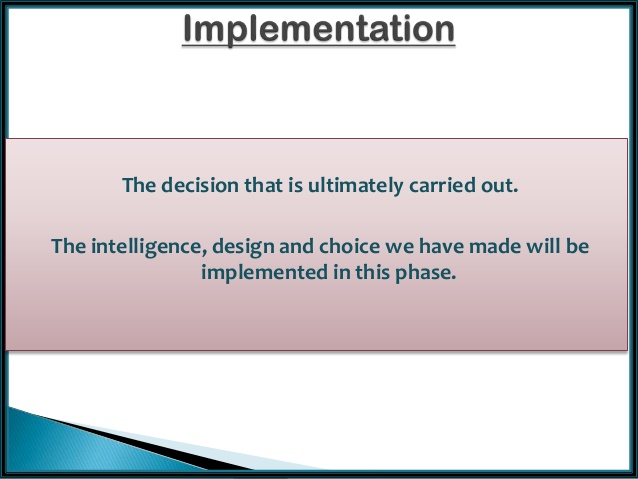 Implementation
The decision that is ultimately carried out.
The intelligence, design and choice we have made will be
implemented in this phase.